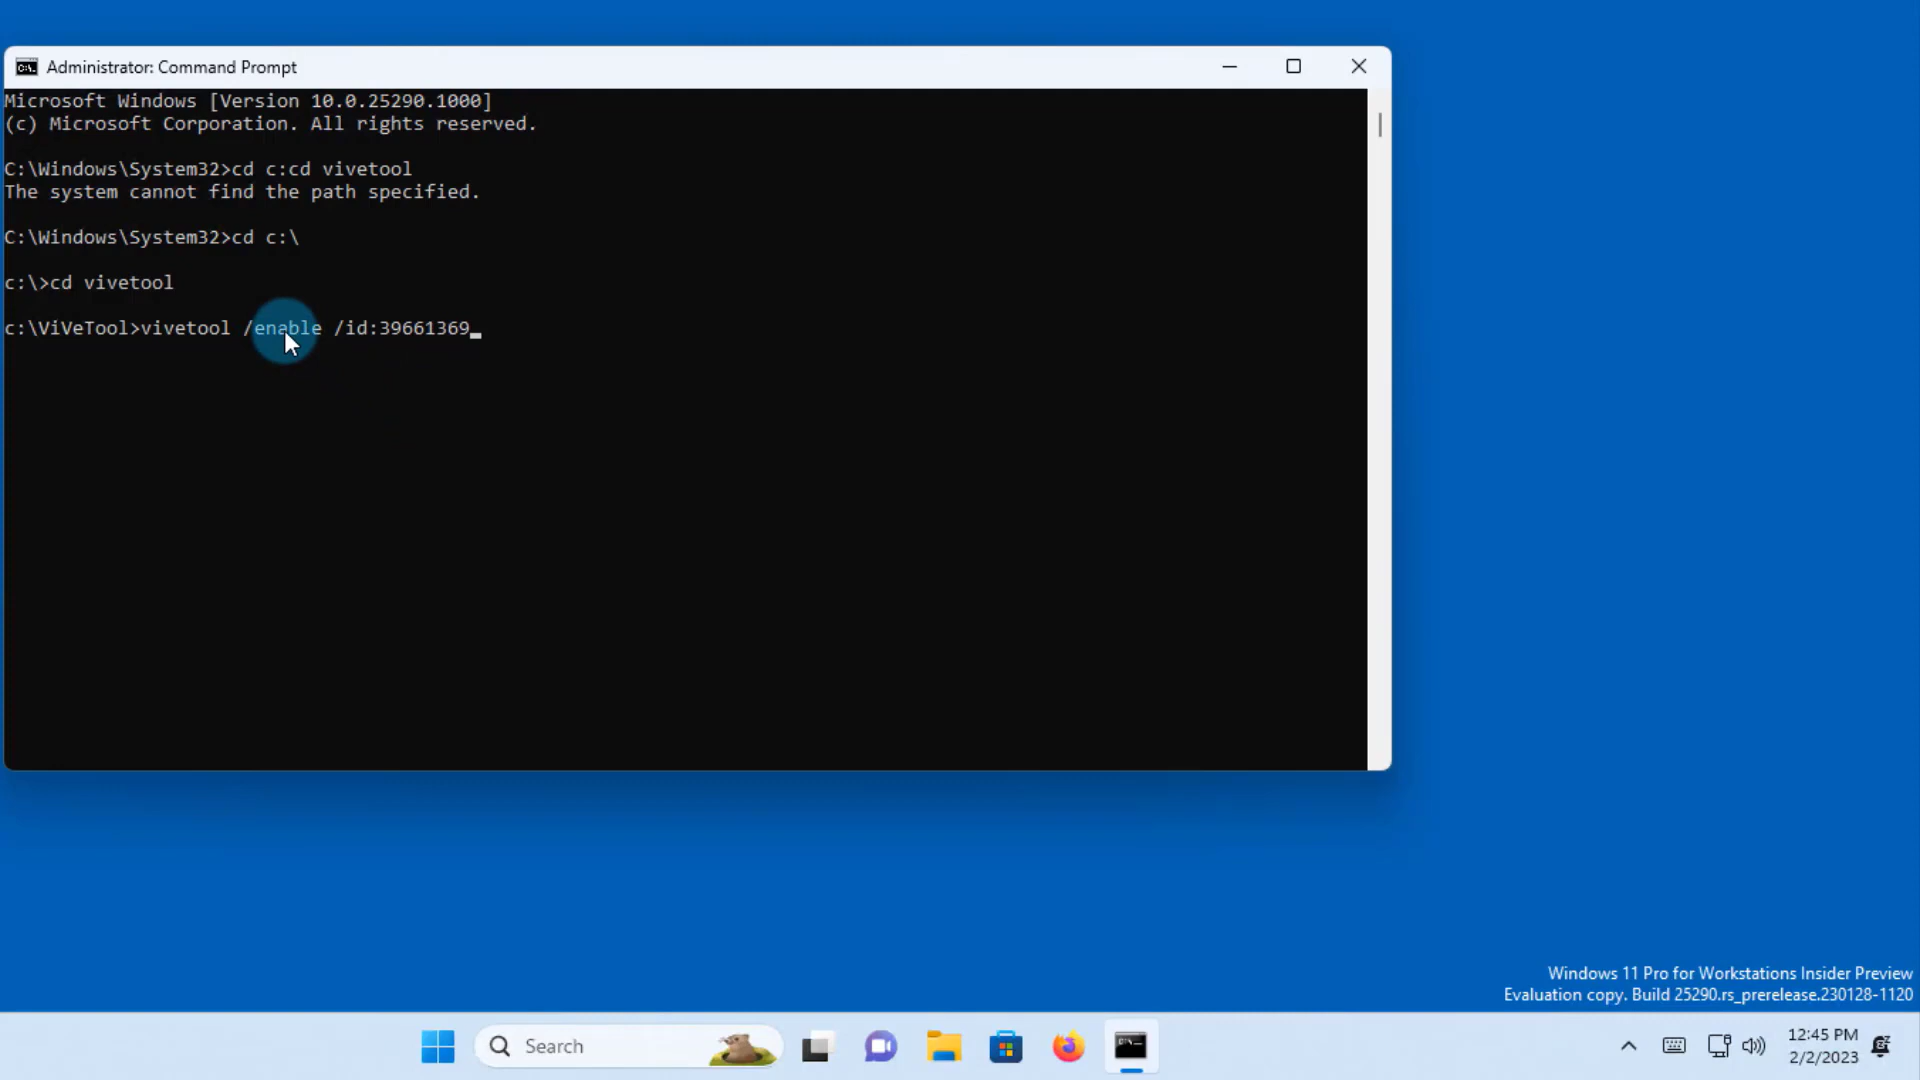 Administrator: Command Prompt
Microsoft Windows [Version 10.0.25290.1000]
(c) Microsoft Corporation. All rights reserved.
C:\Windows\System32>cd c:cd vivetool
The system cannot find the path specified.
C:\Windows\System32>cd c:\
c:\>cd vivetool
c:\ViVeTool>vivetool /enable /id:39661369_
Windows 11 Pro for Workstations Insider Preview
Evaluation copy. Build 25290.rs_prerelease.230128-1120
Search
12:45 PM
2/2/2023